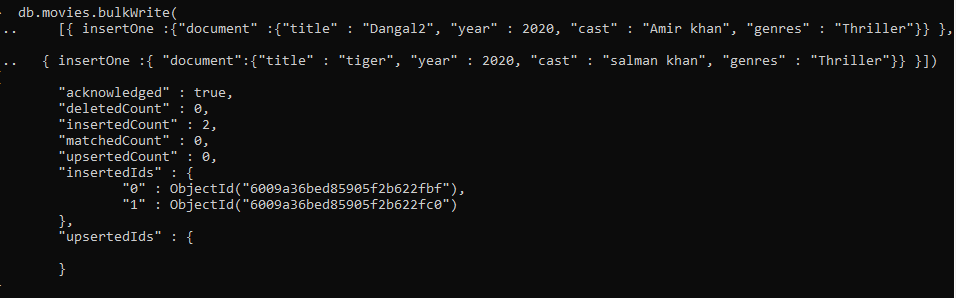 db.movies.bulkWrite(
... [{ insertOne :{"document" :{"title" : "Dangal2", "year" : 2020, "cast" : "Amir khan", "genres" : "Thriller"}} },
... { insertOne :{ "document":{"title" : "tiger", "year" : 2020, "cast" : "salman khan", "genres" : "Thriller"}} }])
"acknowledged" : true,
"deletedCount" : 0,
"insertedCount" : 2,
"matchedCount" : 0,
"upsertedCount" : 0,
"insertedIds" : {
"0" : ObjectId("6009a36bed85905f2b622fbf"),
"1" : ObjectId("6009a36bed85905f2b622fc0")
},
"upsertedIds" : {
}